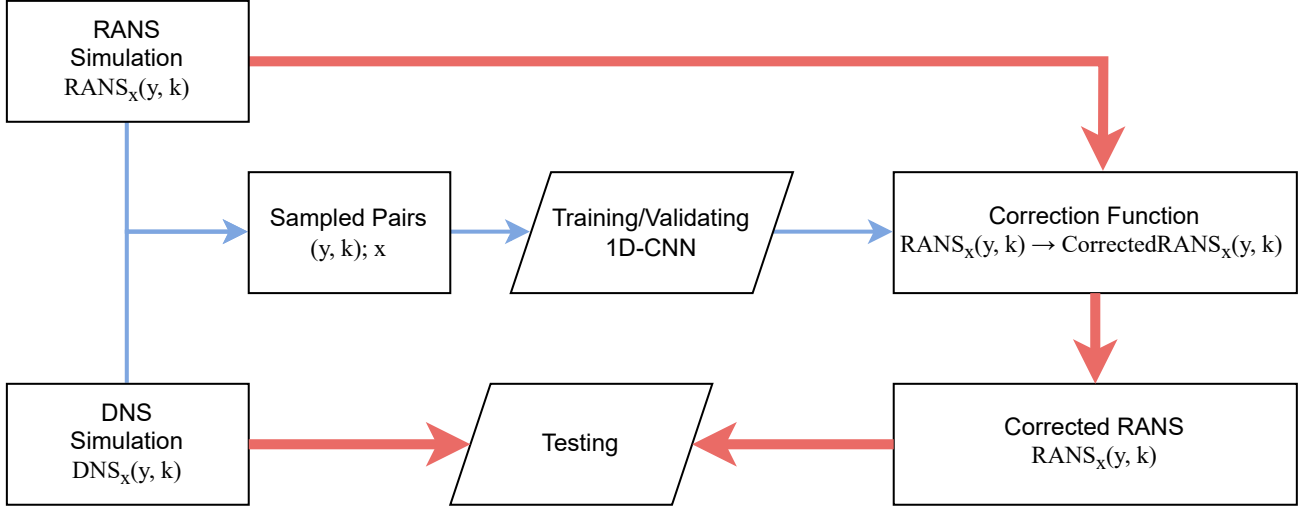 RANS
Simulation
RANSx(y, k)
Sampled Pairs
(y, k); x
Training/Validating
1D-CNN
Correction Function
RANSx(y, k) → CorrectedRANSx(y, k)
DNS
Simulation
DNSx(y, k)
Testing
Corrected RANS
RANSx(y, k)